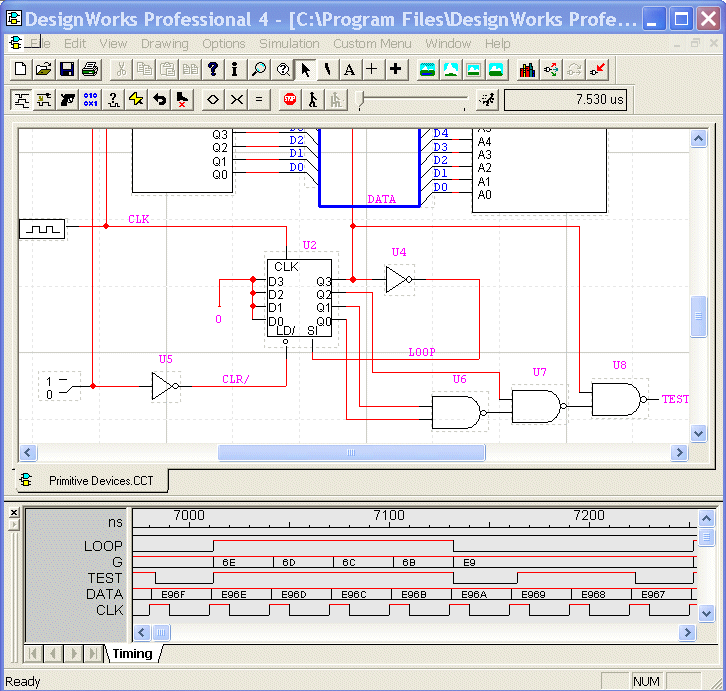 DesignWorks Professional 4 - [C:\Program Files\DesignWorks Profe...
File Edit View Drawing Options Simulation Custom Menu Window Help
7.530 us
Q3
Q2
Q1
Q0
D2
D1
D0
DATA
D4
D3
D2
D1
D0
A4
A3
A2
A1
A0
CLK
U2
CLK
D3
D2
D1
D0
Q3
Q2
Q1
Q0
LD/ SI
0
U4
LOOP
1
0
U5
CLR/
U6
U7
U8
TEST
Primitive Devices.CCT
ns 7000 7100 7200
LOOP
G 6E 6D 6C 6B E9
TEST
DATA E96F E96E E96D E96C E96B E96A E969 E968 E967
CLK
Timing
Ready NUM